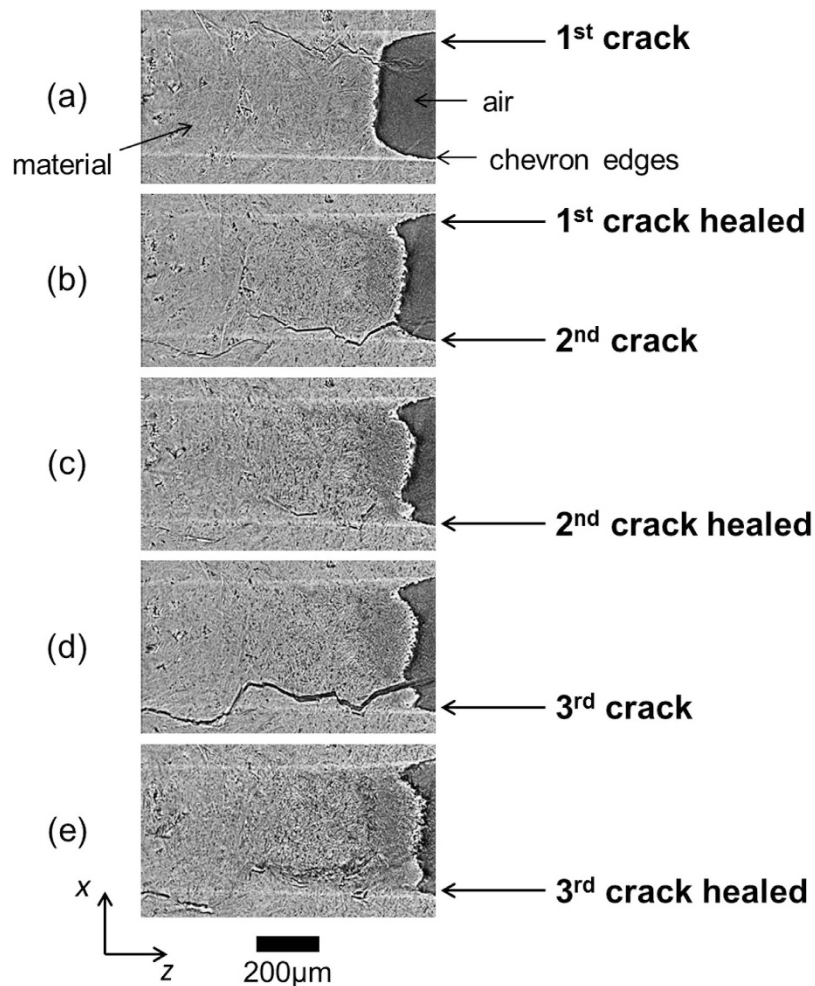 1st crack
(a)
air
material
chevron edges
1st crack healed
(b)
2nd crack
(c)
2nd crack healed
(d)
3rd crack
(e)
x
3rd crack healed
z
200µm